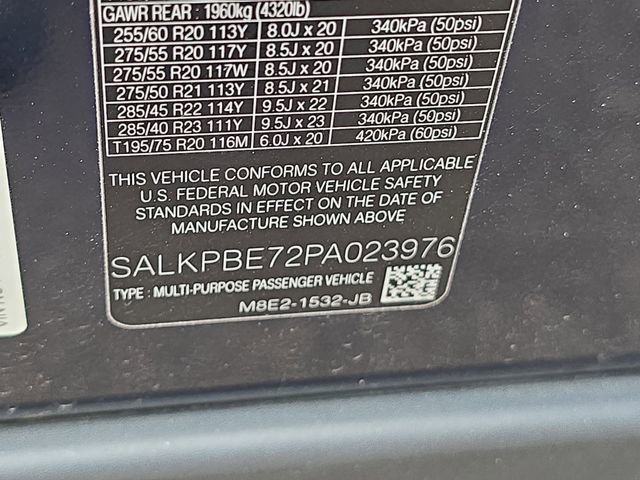 GAWR REAR : 1960kg (4320lb)
255/60 R20 113Y 8.0J x 20 340kPa (50psi)
275/55 R20 117Y 8.5J x 20 340kPa (50psi)
275/55 R20 117W 8.5J x 20 340kPa (50psi)
275/50 R21 113Y 8.5J x 21 340kPa (50psi)
285/45 R22 114Y 9.5J x 22 340kPa (50psi)
285/40 R23 111Y 9.5J x 23 340kPa (50psi)
T195/75 R20 116M 6.0J x 20 420kPa (60psi)
THIS VEHICLE CONFORMS TO ALL APPLICABLE
U.S. FEDERAL MOTOR VEHICLE SAFETY
STANDARDS IN EFFECT ON THE DATE OF
MANUFACTURE SHOWN ABOVE
SALKPBE72PA023976
TYPE : MULTI-PURPOSE PASSENGER VEHICLE
M8E2-1532-JB